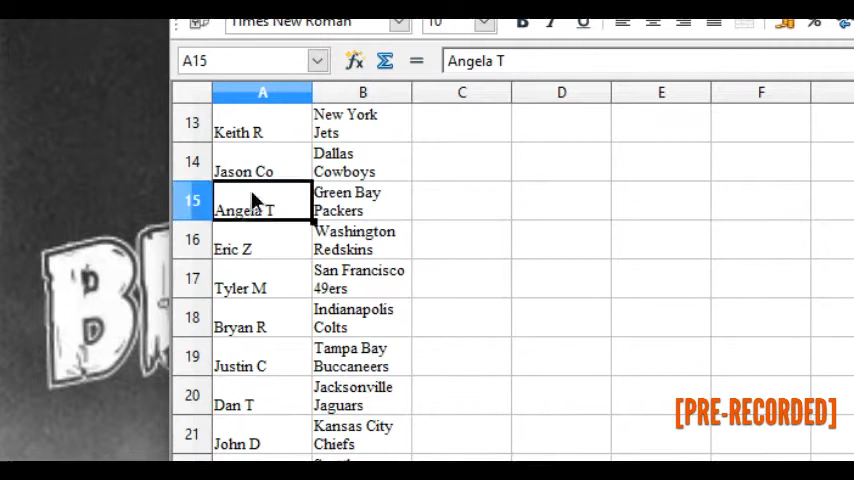 Times New Roman 10 B I U %
A15 = Angela T
A B C D E F
13 Keith R New York Jets
14 Jason Co Dallas Cowboys
15 Angela T Green Bay Packers
16 Eric Z Washington Redskins
17 Tyler M San Francisco 49ers
18 Bryan R Indianapolis Colts
19 Justin C Tampa Bay Buccaneers
20 Dan T Jacksonville Jaguars
21 John D Kansas City Chiefs
[PRE-RECORDED]